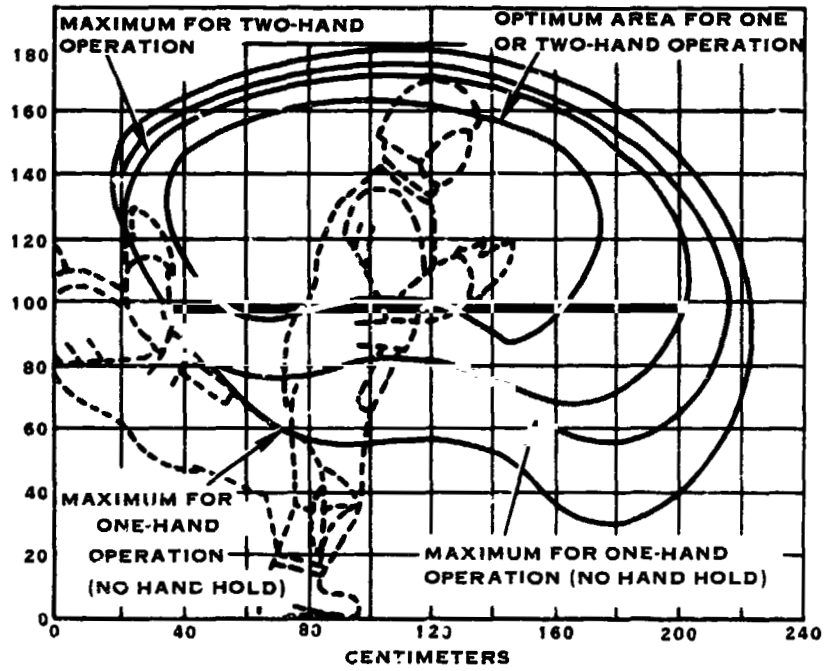 MAXIMUM FOR TWO-HAND
OPERATION
OPTIMUM AREA FOR ONE
OR TWO-HAND OPERATION
180
160
140
120
100
80
60
40
20
0
MAXIMUM FOR
ONE-HAND
OPERATION
(NO HAND HOLD)
MAXIMUM FOR ONE-HAND
OPERATION (NO HAND HOLD)
0 40 80 120 160 200 240
CENTIMETERS